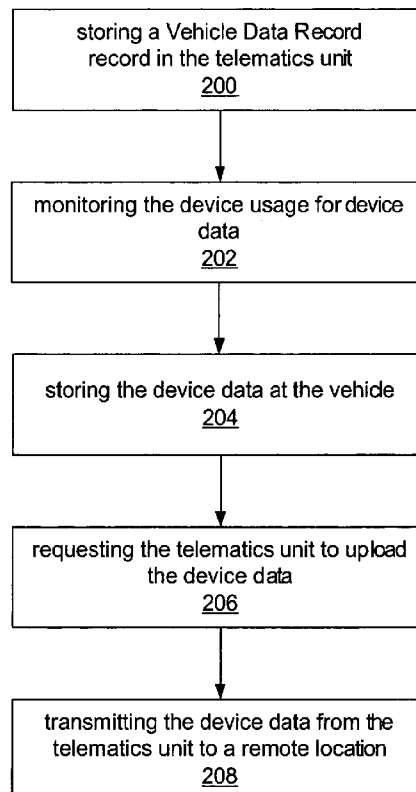 storing a Vehicle Data Record
record in the telematics unit
200
monitoring the device usage for device
data
202
storing the device data at the vehicle
204
requesting the telematics unit to upload
the device data
206
transmitting the device data from the
telematics unit to a remote location
208